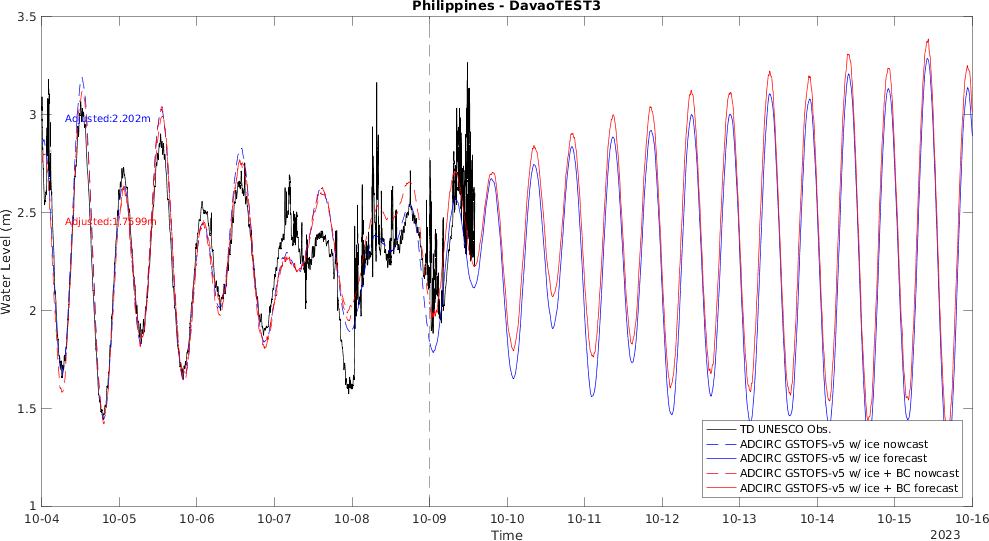 Philippines - DavaoTEST3
3.5
3
2.5
2
1.5
1
Water Level (m)
Adjusted:2.202m
Adjusted:1.7599m
TD UNESCO Obs.
ADCIRC GSTOFS-v5 w/ ice nowcast
ADCIRC GSTOFS-v5 w/ ice forecast
ADCIRC GSTOFS-v5 w/ ice + BC nowcast
ADCIRC GSTOFS-v5 w/ ice + BC forecast
10-04 10-05 10-06 10-07 10-08 10-09 10-10 10-11 10-12 10-13 10-14 10-15 10-16
Time
2023